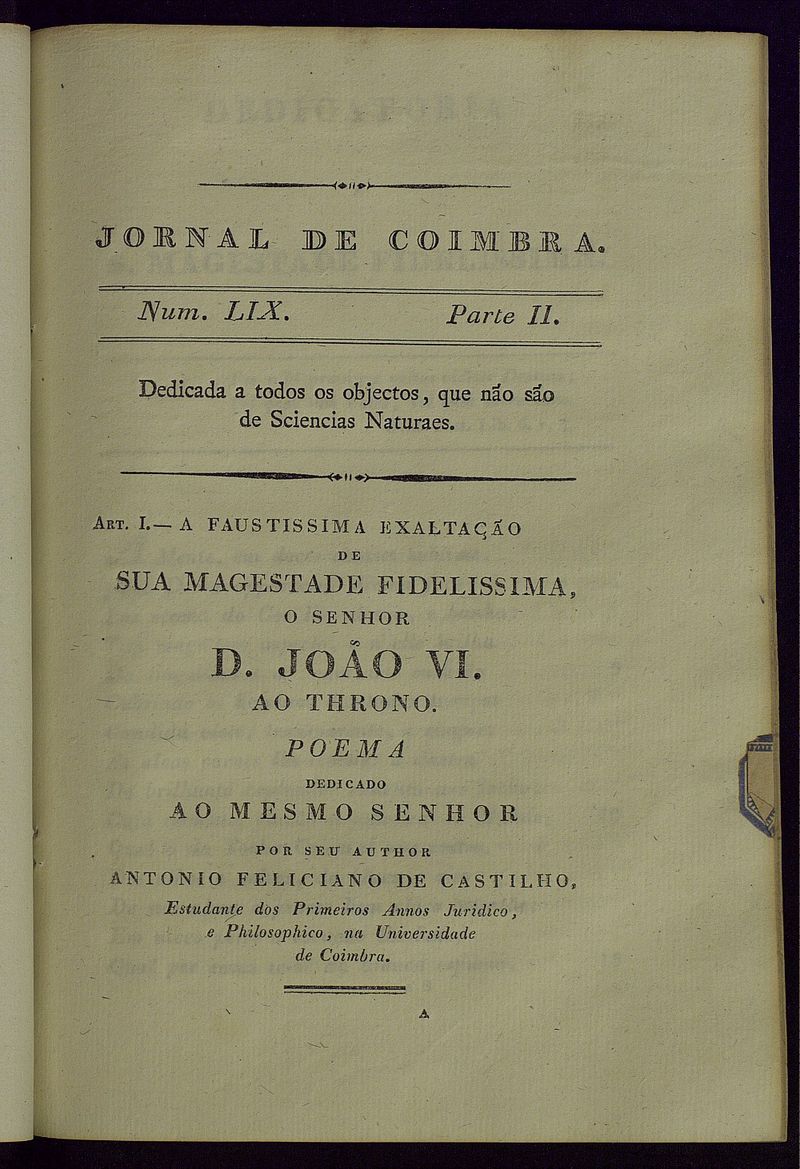 JORNAL DE COIMBRA.
Num. LIX. Parte II.
Dedicada a todos os objectos, que não são
de Sciencias Naturaes.
ART. I.— A FAUSTISSIMA EXALTAÇÃO
DE
SUA MAGESTADE FIDELISSIMA,
O SENHOR
D. JOÃO VI.
AO THRONO.
POEMA
DEDICADO
AO MESMO SENHOR
POR SEU AUTHOR
ANTONIO FELICIANO DE CASTILHO,
Estudante dos Primeiros Annos Juridico,
e Philosophico, na Universidade
de Coimbra.
A